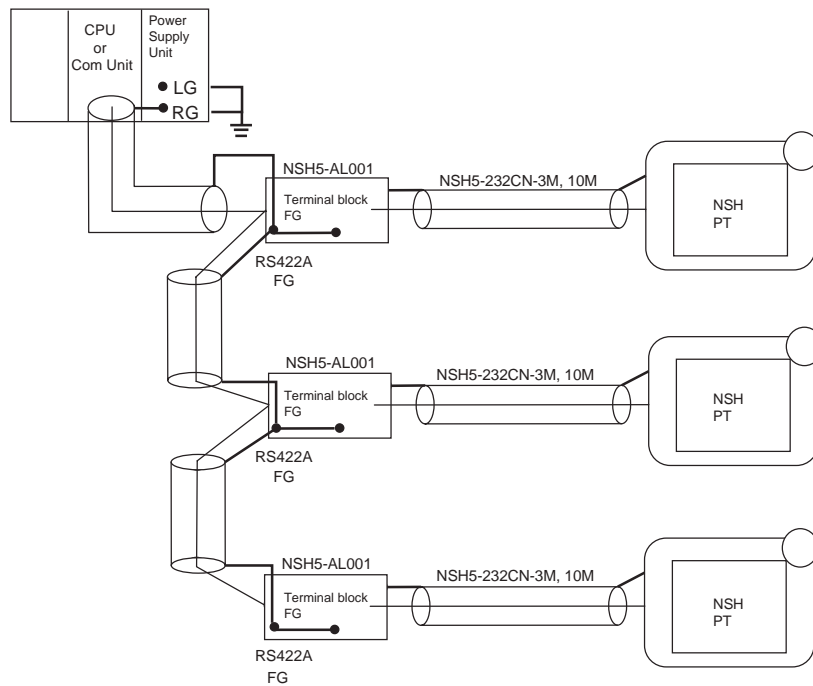 CPU
or
Com Unit
Power
Supply
Unit
LG
RG
NSH5-AL001
NSH5-232CN-3M, 10M
Terminal block
FG
NSH
PT
RS422A
FG
NSH5-AL001
NSH5-232CN-3M, 10M
Terminal block
FG
NSH
PT
RS422A
FG
NSH5-AL001
NSH5-232CN-3M, 10M
Terminal block
FG
NSH
PT
RS422A
FG